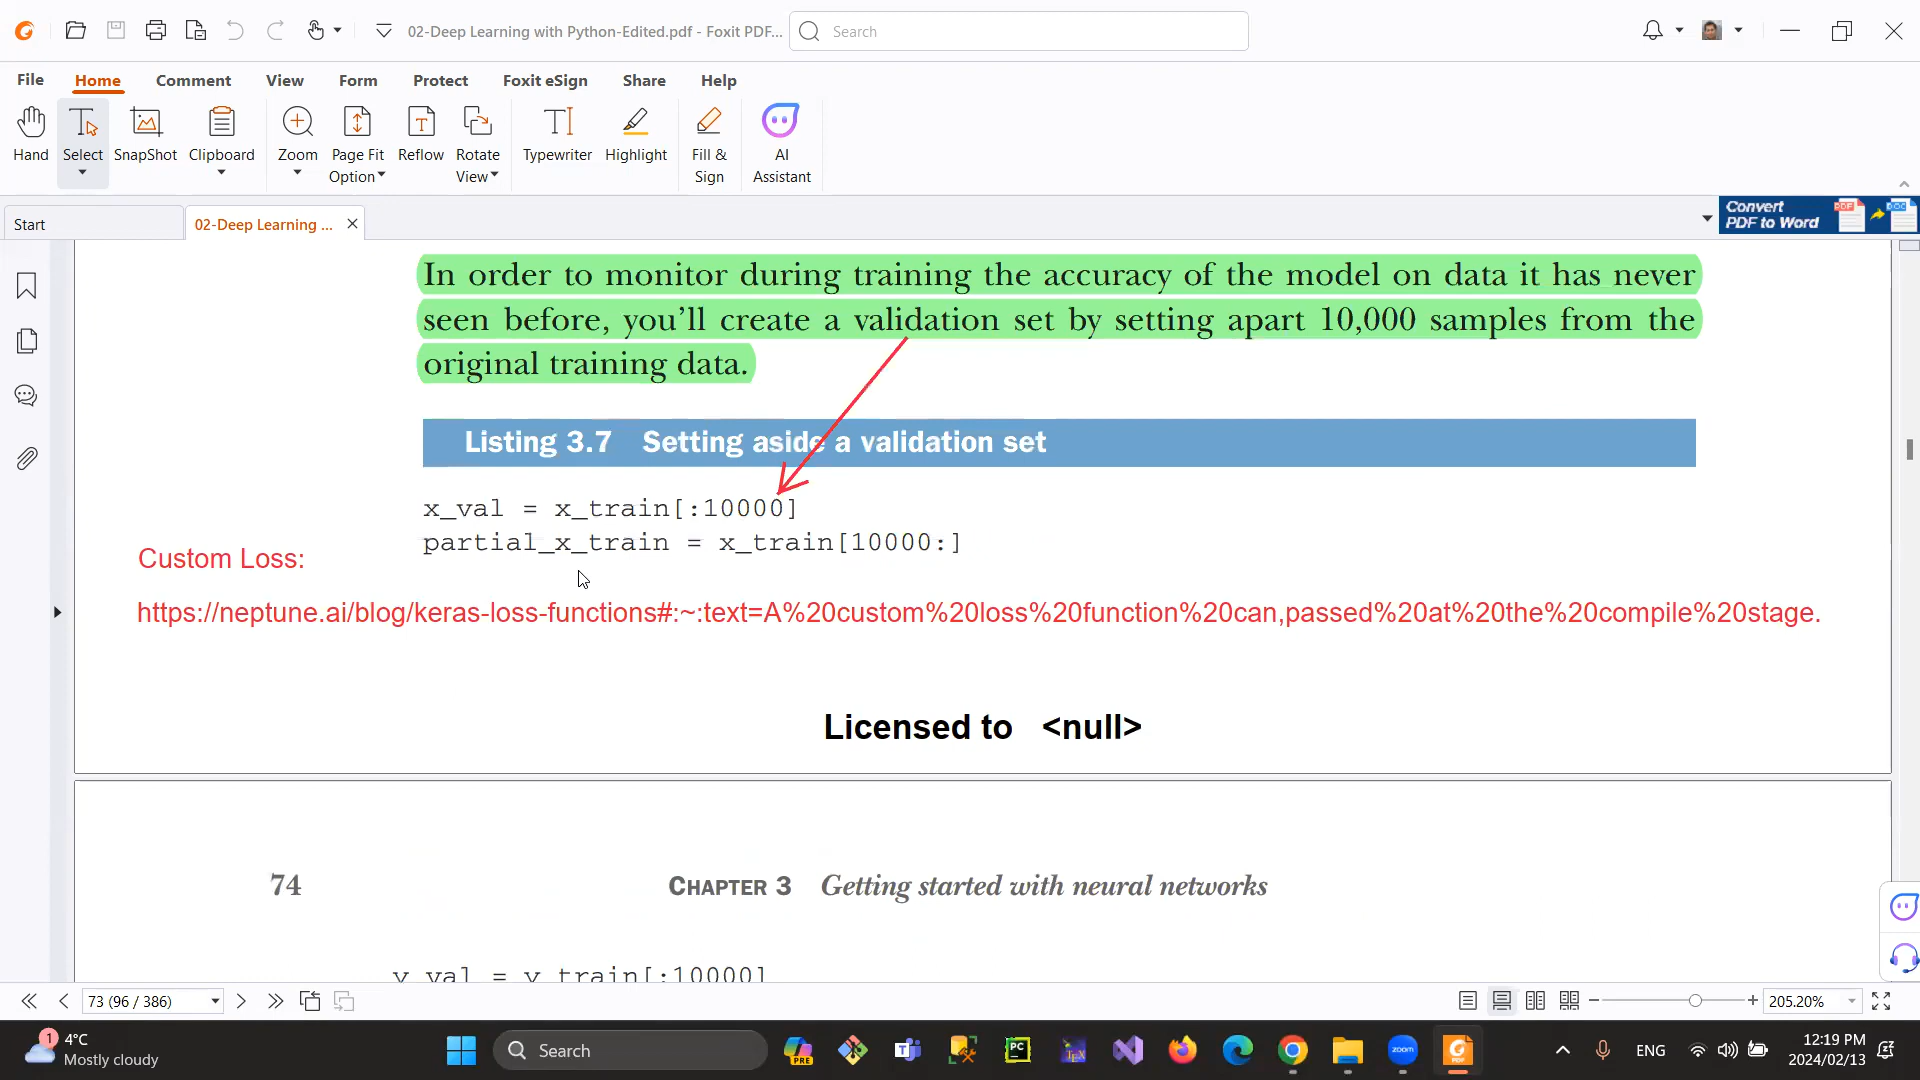 02-Deep Learning with Python-Edited.pdf - Foxit PDF...
Search
File Home Comment View Form Protect Foxit eSign Share Help
Hand
Select
SnapShot
Clipboard
Zoom
Page Fit
Option
Reflow
Rotate
View
Typewriter
Highlight
Fill &
Sign
AI
Assistant
Start
02-Deep Learning ...
Convert
PDF to Word
PDF
DOC
In order to monitor during training the accuracy of the model on data it has never
seen before, you’ll create a validation set by setting apart 10,000 samples from the
original training data.
Listing 3.7 Setting aside a validation set
x_val = x_train[:10000]
partial_x_train = x_train[10000:]
Custom Loss:
https://neptune.ai/blog/keras-loss-functions#:~:text=A%20custom%20loss%20function%20can,passed%20at%20the%20compile%20stage.
Licensed to <null>
74 CHAPTER 3 Getting started with neural networks
y_val = y_train[:10000]
73 (96 / 386)
205.20%
1
4°C
Mostly cloudy
Search
PRE
PC
TEX
zoom
ENG
12:19 PM
2024/02/13